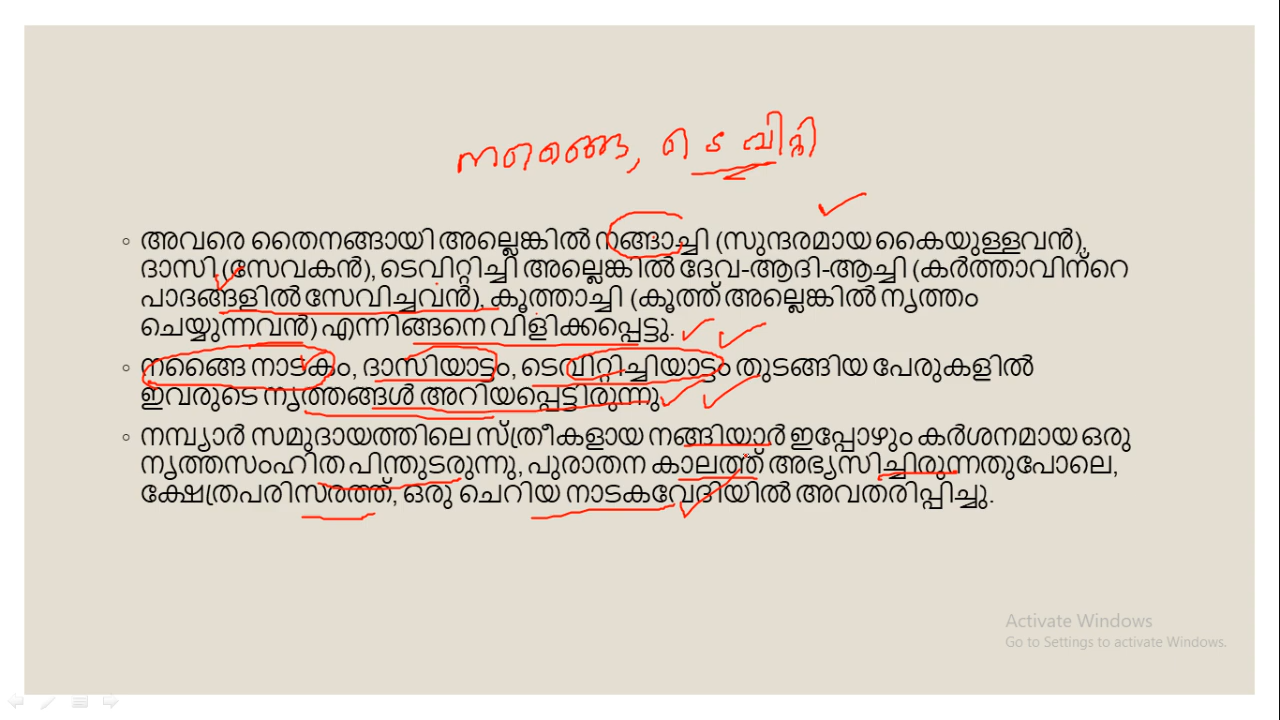 നങ്ങൈ, ടെവിറ്റി
◦ അവരെ തൈനങ്ങായി അല്ലെങ്കിൽ നങ്ങാച്ചി (സുന്ദരമായ കൈയുള്ളവൻ),
ദാസി (സേവകൻ), ടെവിറ്റിച്ചി അല്ലെങ്കിൽ ദേവ-ആദി-ആച്ചി (കർത്താവിന്റെ
പാദങ്ങളിൽ സേവിച്ചവൻ), കൂത്താച്ചി (കൂത്ത് അല്ലെങ്കിൽ നൃത്തം
ചെയ്യുന്നവൻ) എന്നിങ്ങനെ വിളിക്കപ്പെട്ടു.
◦ നങ്ങൈ നാടകം, ദാസിയാട്ടം, ടെവിറ്റിച്ചിയാട്ടം തുടങ്ങിയ പേരുകളിൽ
ഇവരുടെ നൃത്തങ്ങൾ അറിയപ്പെട്ടിരുന്നു.
◦ നമ്പ്യാർ സമുദായത്തിലെ സ്ത്രീകളായ നങ്ങിയാർ ഇപ്പോഴും കർശനമായ ഒരു
നൃത്തസംഹിത പിന്തുടരുന്നു, പുരാതന കാലത്ത് അഭ്യസിച്ചിരുന്നതുപോലെ,
ക്ഷേത്രപരിസരത്ത്, ഒരു ചെറിയ നാടകവേദിയിൽ അവതരിപ്പിച്ചു.
Activate Windows
Go to Settings to activate Windows.